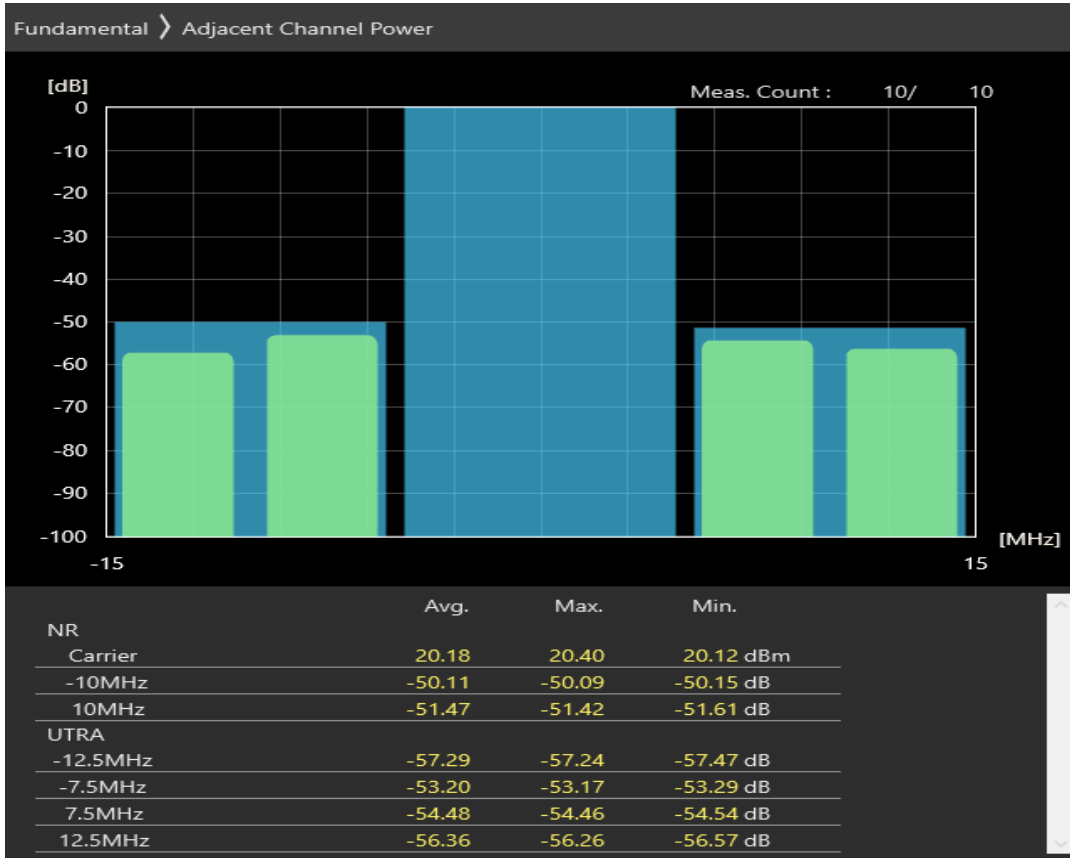 Fundamental ❯ Adjacent Channel Power
[dB]
Meas. Count : 10/ 10
0
-10
-20
-30
-40
-50
-60
-70
-80
-90
-100
[MHz]
-15 15
Avg. Max. Min.
NR
Carrier 20.18 20.40 20.12 dBm
-10MHz -50.11 -50.09 -50.15 dB
10MHz -51.47 -51.42 -51.61 dB
UTRA
-12.5MHz -57.29 -57.24 -57.47 dB
-7.5MHz -53.20 -53.17 -53.29 dB
7.5MHz -54.48 -54.46 -54.54 dB
12.5MHz -56.36 -56.26 -56.57 dB